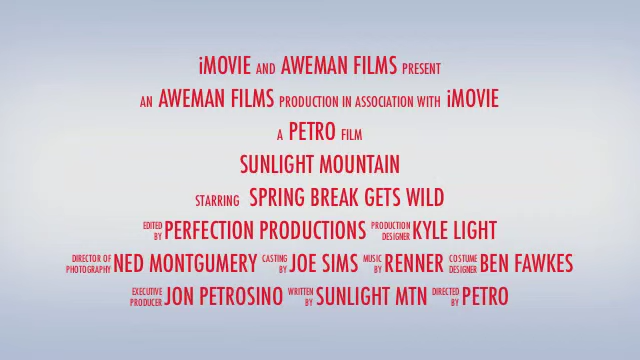 iMOVIE AND AWEMAN FILMS PRESENT
AN AWEMAN FILMS PRODUCTION IN ASSOCIATION WITH iMOVIE
A PETRO FILM
SUNLIGHT MOUNTAIN
STARRING SPRING BREAK GETS WILD
EDITED BY PERFECTION PRODUCTIONS PRODUCTION DESIGNER KYLE LIGHT
DIRECTOR OF PHOTOGRAPHY NED MONTGUMERY CASTING BY JOE SIMS MUSIC BY RENNER COSTUME DESIGNER BEN FAWKES
EXECUTIVE PRODUCER JON PETROSINO WRITTEN BY SUNLIGHT MTN DIRECTED BY PETRO